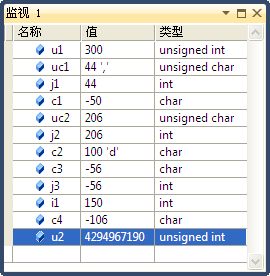 监视 1
名称 值 类型
u1 300 unsigned int
uc1 44 ',' unsigned char
j1 44 int
c1 -50 char
uc2 206 unsigned char
j2 206 int
c2 100 'd' char
c3 -56 char
j3 -56 int
i1 150 int
c4 -106 char
u2 4294967190 unsigned int